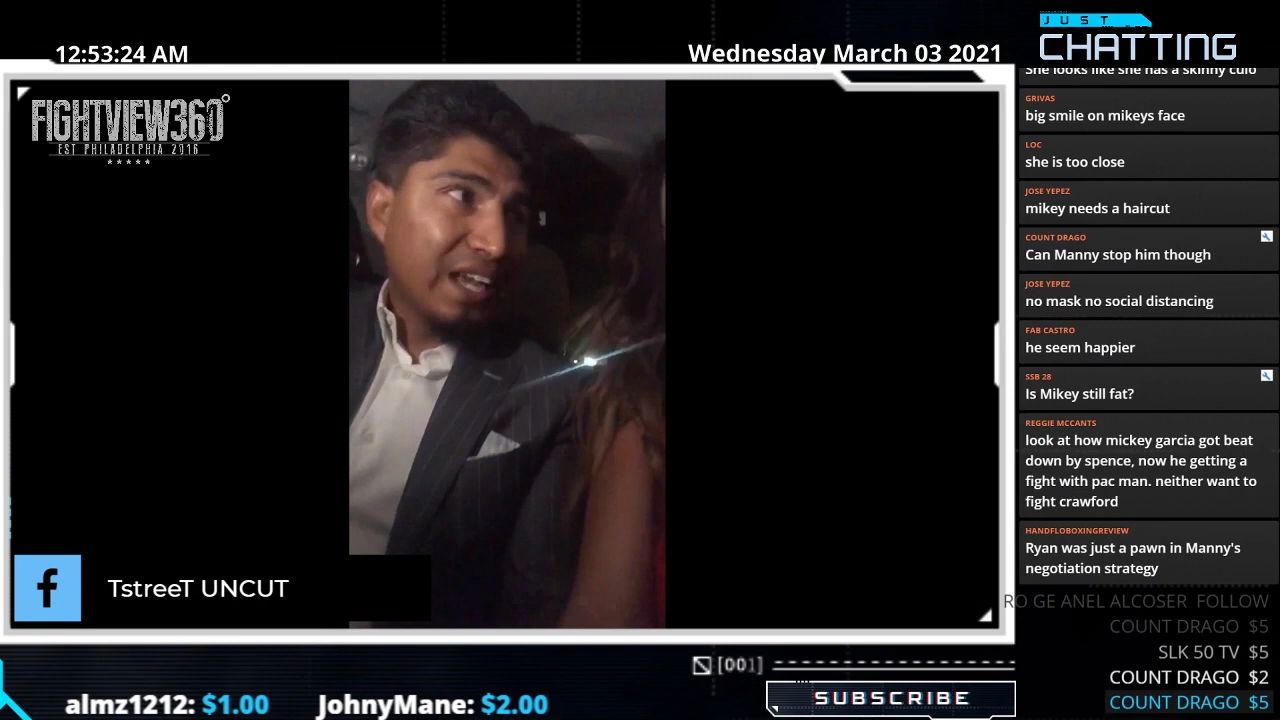 12:53:24 AM
Wednesday March 03 2021
JUST
CHATTING
FIGHTVIEW360°
EST PHILADELPHIA 2016
She looks like she has a skinny culo
GRIVAS
big smile on mikeys face
LOC
she is too close
JOSE YEPEZ
mikey needs a haircut
COUNT DRAGO
Can Manny stop him though
JOSE YEPEZ
no mask no social distancing
FAB CASTRO
he seem happier
SSB 28
Is Mikey still fat?
REGGIE MCCANTS
look at how mickey garcia got beat
down by spence, now he getting a
fight with pac man. neither want to
fight crawford
HANDFLOBOXINGREVIEW
Ryan was just a pawn in Manny's
negotiation strategy
f TstreeT UNCUT
RO GE ANEL ALCOSER FOLLOW
COUNT DRAGO $5
SLK 50 TV $5
COUNT DRAGO $2
COUNT DRAGO $5
[001]
SUBSCRIBE
$1.00
JohnyMane: $2.00